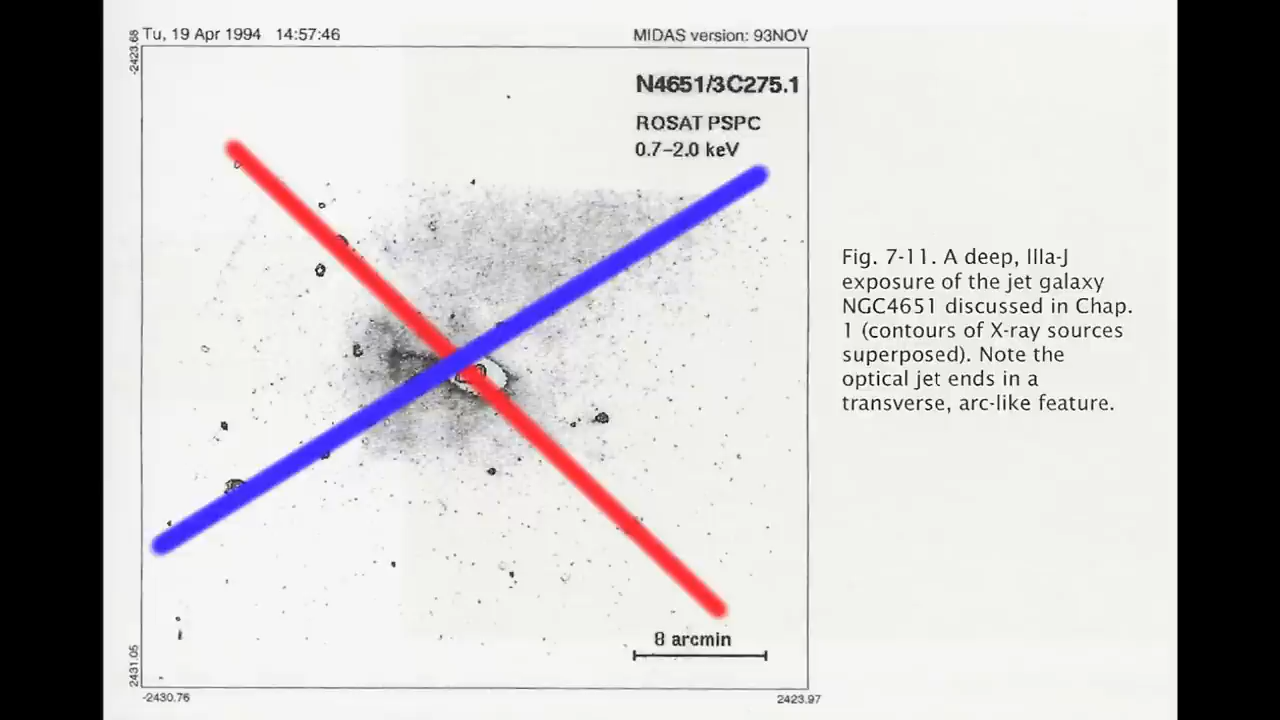 Tu, 19 Apr 1994 14:57:46
MIDAS version: 93NOV
-2423.68
N4651/3C275.1
ROSAT PSPC
0.7-2.0 keV
Fig. 7-11. A deep, IIIa-J
exposure of the jet galaxy
NGC4651 discussed in Chap.
1 (contours of X-ray sources
superposed). Note the
optical jet ends in a
transverse, arc-like feature.
8 arcmin
-2431.05
-2430.76
2423.97